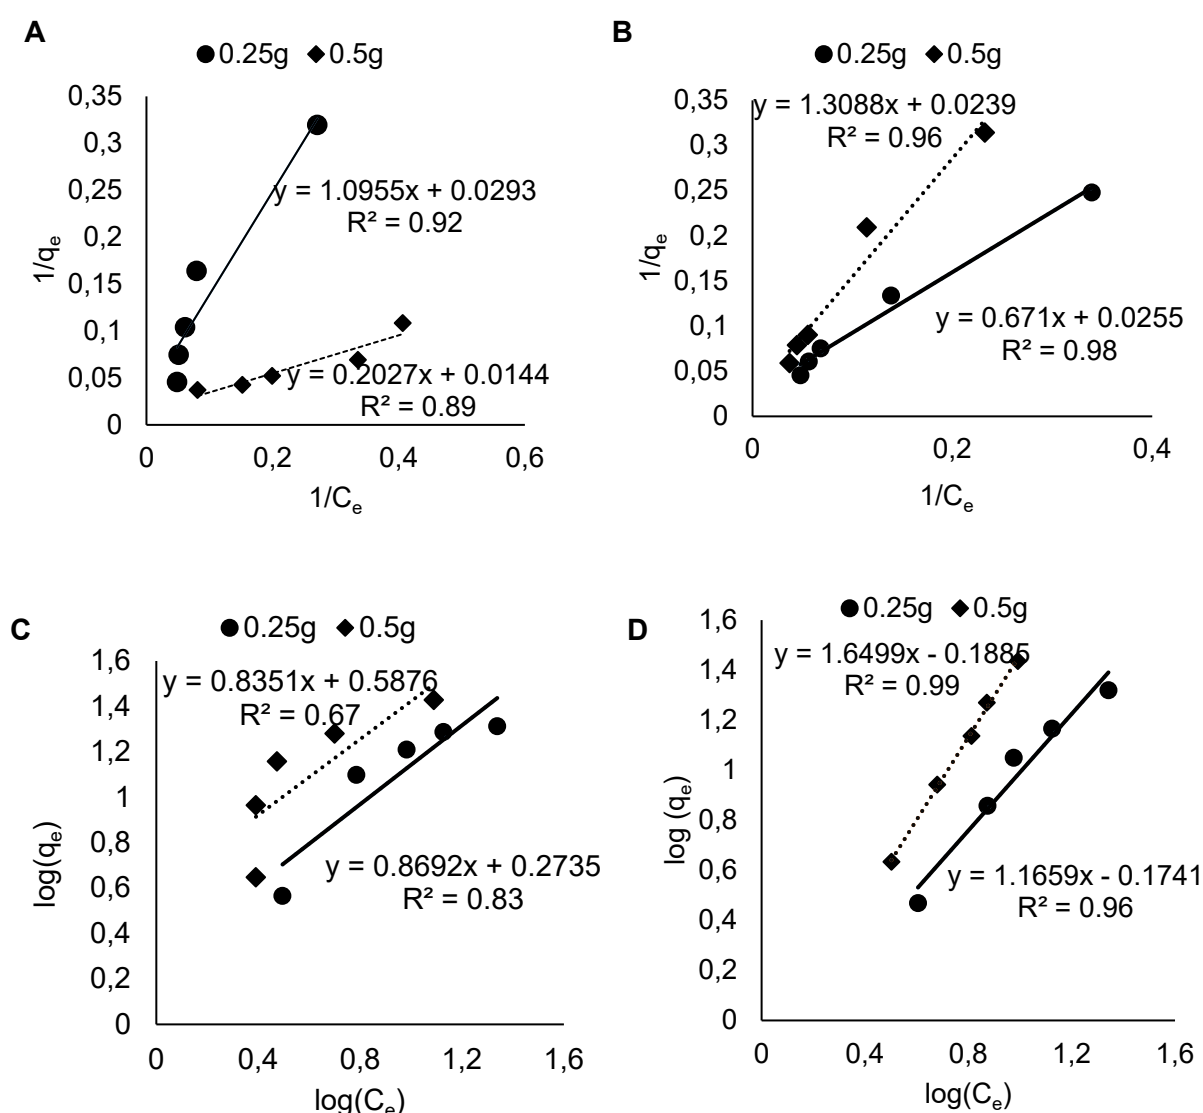 A
0.25g 0.5g
0,35
0,3
0,25
0,2
0,15
0,1
0,05
0
1/qe
y = 1.0955x + 0.0293
R² = 0.92
y = 0.2027x + 0.0144
R² = 0.89
0 0,2 0,4 0,6
1/Ce
B
0.25g 0.5g
0,35
0,3
0,25
0,2
0,15
0,1
0,05
0
1/qe
y = 1.3088x + 0.0239
R² = 0.96
y = 0.671x + 0.0255
R² = 0.98
0 0,2 0,4
1/Ce
C
0.25g 0.5g
1,6
1,4
1,2
1
0,8
0,6
0,4
0,2
0
log(qe)
y = 0.8351x + 0.5876
R² = 0.67
y = 0.8692x + 0.2735
R² = 0.83
0 0,4 0,8 1,2 1,6
log(Ce)
D
0.25g 0.5g
1,6
1,4
1,2
1
0,8
0,6
0,4
0,2
0
log (qe)
y = 1.6499x - 0.1885
R² = 0.99
y = 1.1659x - 0.1741
R² = 0.96
0 0,4 0,8 1,2 1,6
log(Ce)